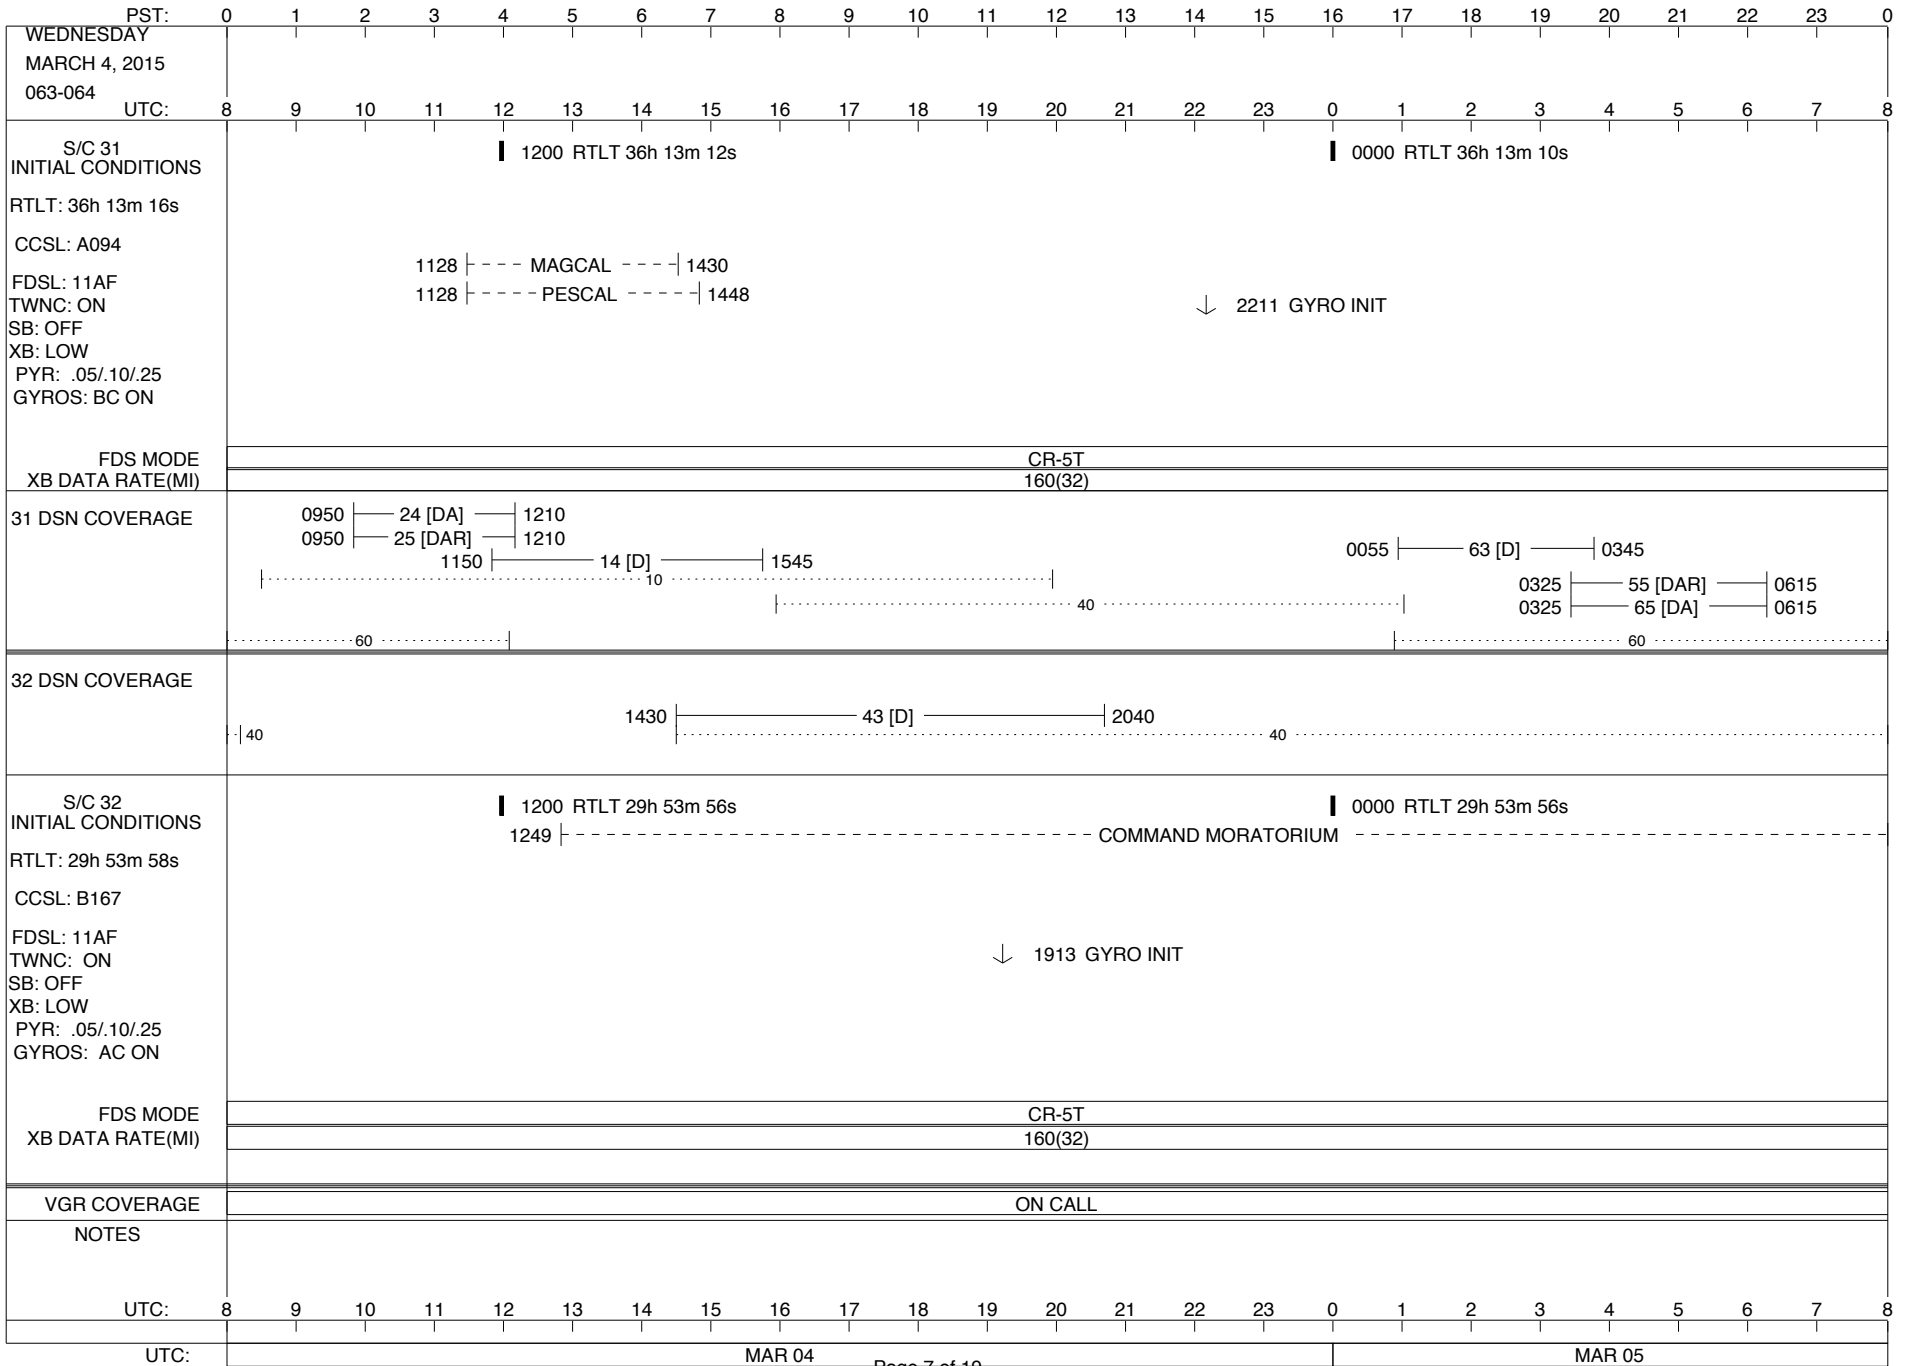 PST: 0 1 2 3 4 5 6 7 8 9 10 11 12 13 14 15 16 17 18 19 20 21 22 23 0
WEDNESDAY
MARCH 4, 2015
063-064
UTC: 8 9 10 11 12 13 14 15 16 17 18 19 20 21 22 23 0 1 2 3 4 5 6 7 8
S/C 31
INITIAL CONDITIONS
1200 RTLT 36h 13m 12s
0000 RTLT 36h 13m 10s
RTLT: 36h 13m 16s
CCSL: A094
1128 MAGCAL 1430
FDSL: 11AF
1128 PESCAL 1448
TWNC: ON
2211 GYRO INIT
SB: OFF
XB: LOW
PYR: .05/.10/.25
GYROS: BC ON
FDS MODE CR-5T
XB DATA RATE(MI) 160(32)
31 DSN COVERAGE
0950 24 [DA] 1210
0950 25 [DAR] 1210
0055 63 [D] 0345
1150 14 [D] 1545
10
0325 55 [DAR] 0615
40
0325 65 [DA] 0615
60 60
32 DSN COVERAGE
1430 43 [D] 2040
40 40
S/C 32
INITIAL CONDITIONS
1200 RTLT 29h 53m 56s
0000 RTLT 29h 53m 56s
1249 COMMAND MORATORIUM
RTLT: 29h 53m 58s
CCSL: B167
FDSL: 11AF
TWNC: ON
1913 GYRO INIT
SB: OFF
XB: LOW
PYR: .05/.10/.25
GYROS: AC ON
FDS MODE CR-5T
XB DATA RATE(MI) 160(32)
VGR COVERAGE ON CALL
NOTES
UTC: 8 9 10 11 12 13 14 15 16 17 18 19 20 21 22 23 0 1 2 3 4 5 6 7 8
UTC: MAR 04 MAR 05
Page 7 of 19